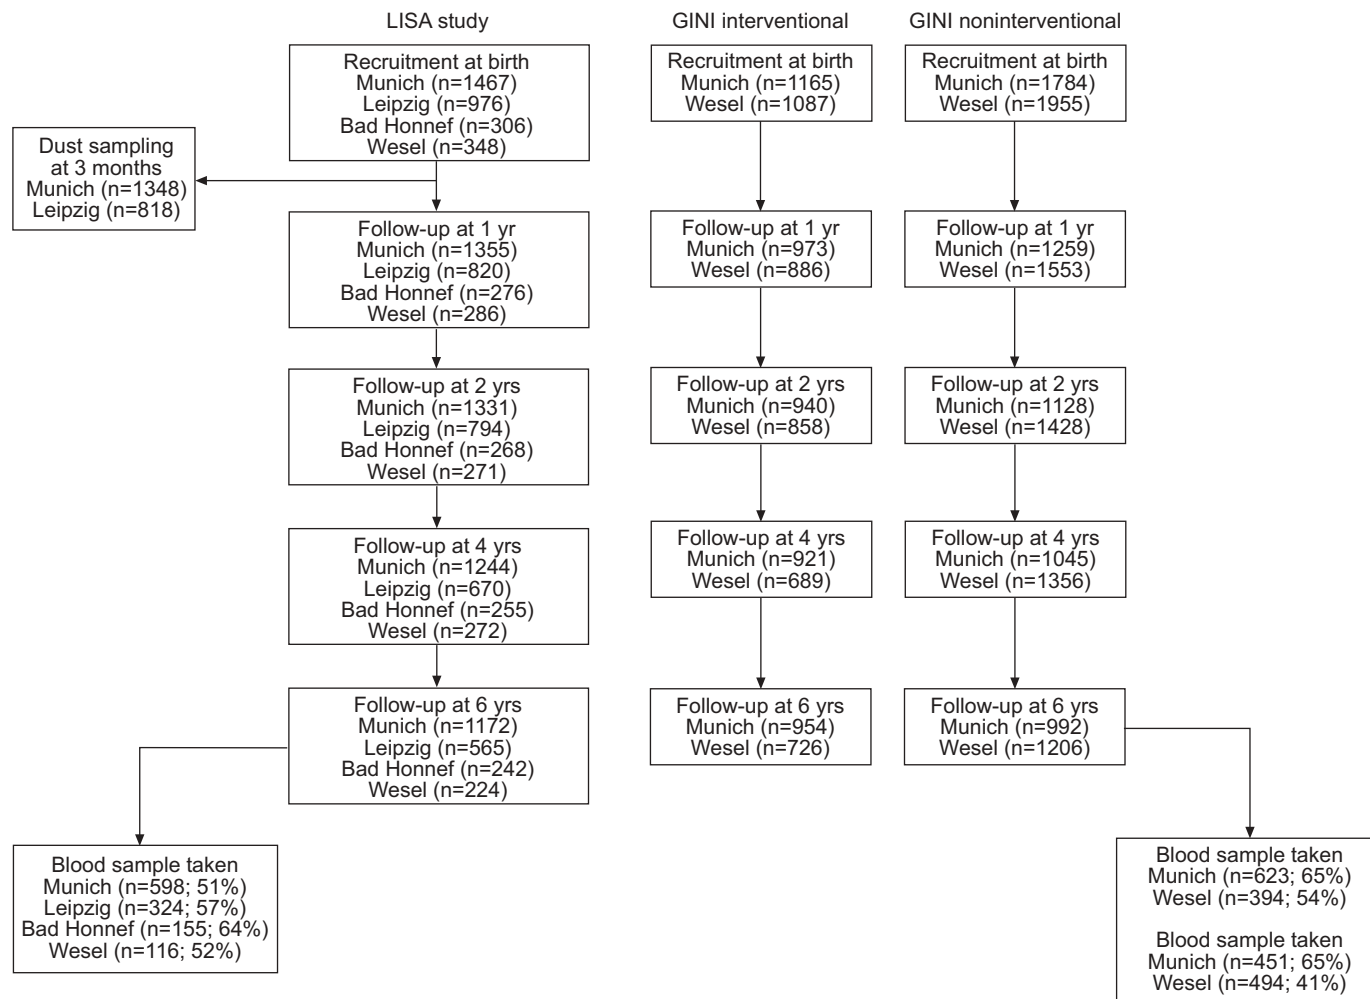 LISA study
Recruitment at birth
Munich (n=1467)
Leipzig (n=976)
Bad Honnef (n=306)
Wesel (n=348)
Dust sampling
at 3 months
Munich (n=1348)
Leipzig (n=818)
Follow-up at 1 yr
Munich (n=1355)
Leipzig (n=820)
Bad Honnef (n=276)
Wesel (n=286)
Follow-up at 2 yrs
Munich (n=1331)
Leipzig (n=794)
Bad Honnef (n=268)
Wesel (n=271)
Follow-up at 4 yrs
Munich (n=1244)
Leipzig (n=670)
Bad Honnef (n=255)
Wesel (n=272)
Follow-up at 6 yrs
Munich (n=1172)
Leipzig (n=565)
Bad Honnef (n=242)
Wesel (n=224)
Blood sample taken
Munich (n=598; 51%)
Leipzig (n=324; 57%)
Bad Honnef (n=155; 64%)
Wesel (n=116; 52%)
GINI interventional
Recruitment at birth
Munich (n=1165)
Wesel (n=1087)
Follow-up at 1 yr
Munich (n=973)
Wesel (n=886)
Follow-up at 2 yrs
Munich (n=940)
Wesel (n=858)
Follow-up at 4 yrs
Munich (n=921)
Wesel (n=689)
Follow-up at 6 yrs
Munich (n=954)
Wesel (n=726)
GINI noninterventional
Recruitment at birth
Munich (n=1784)
Wesel (n=1955)
Follow-up at 1 yr
Munich (n=1259)
Wesel (n=1553)
Follow-up at 2 yrs
Munich (n=1128)
Wesel (n=1428)
Follow-up at 4 yrs
Munich (n=1045)
Wesel (n=1356)
Follow-up at 6 yrs
Munich (n=992)
Wesel (n=1206)
Blood sample taken
Munich (n=623; 65%)
Wesel (n=394; 54%)
Blood sample taken
Munich (n=451; 65%)
Wesel (n=494; 41%)